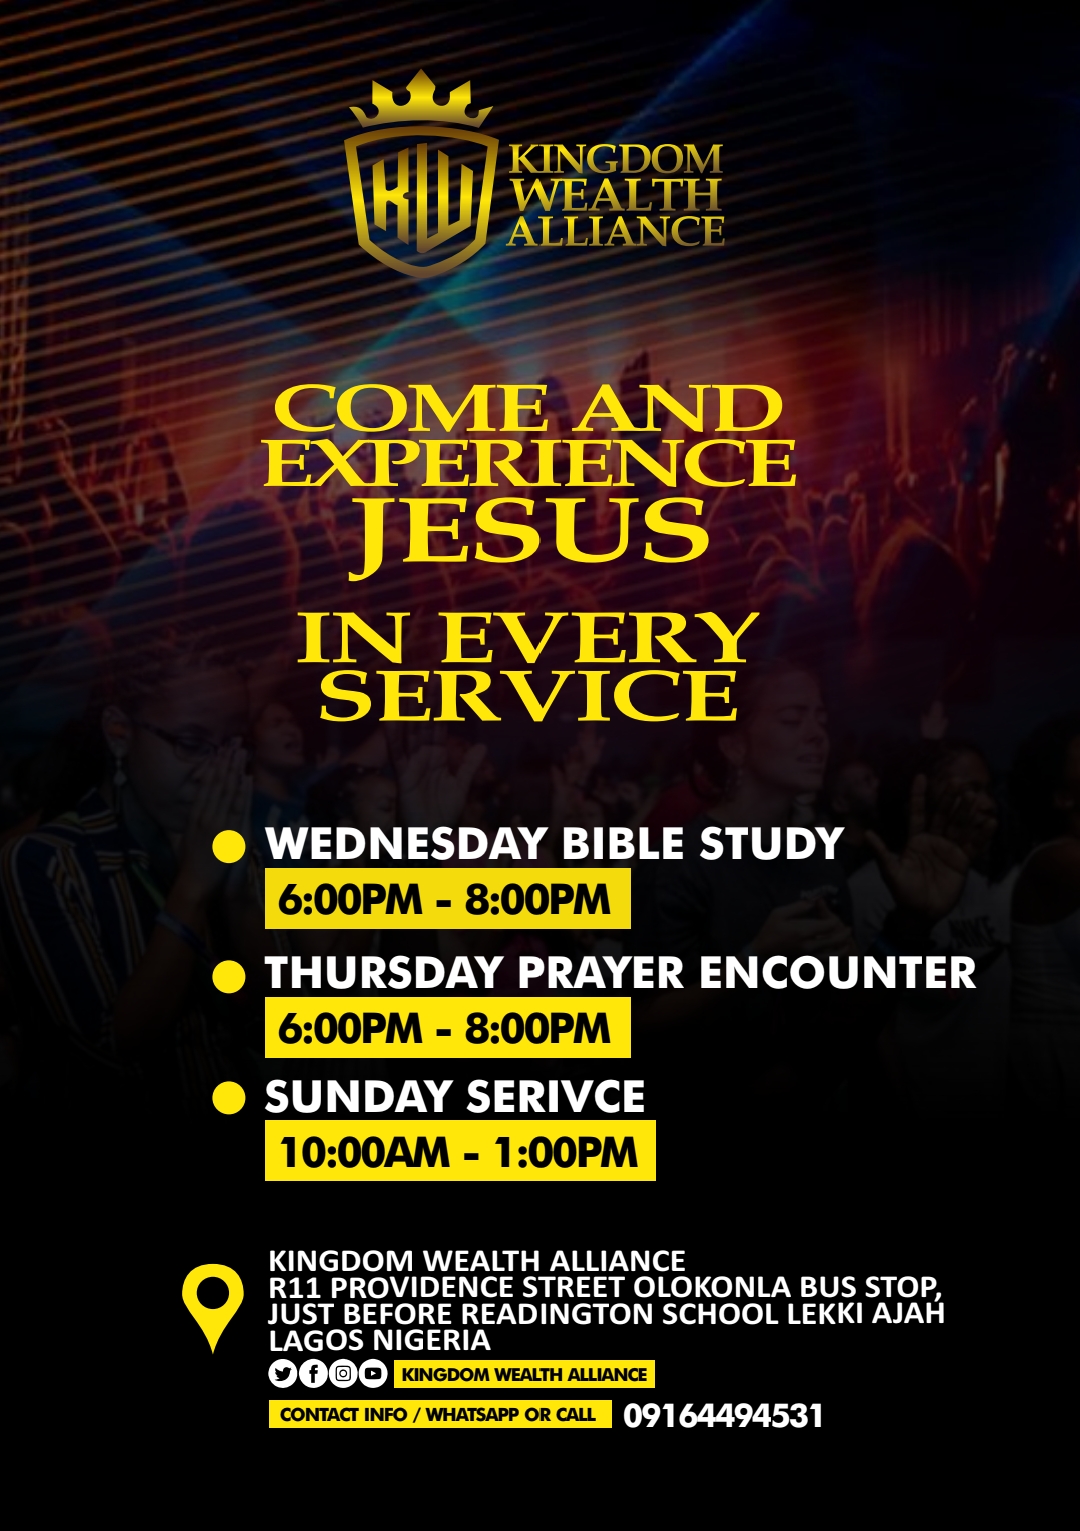 KW
KINGDOM
WEALTH
ALLIANCE
COME AND
EXPERIENCE
JESUS
IN EVERY
SERVICE
WEDNESDAY BIBLE STUDY
6:00PM - 8:00PM
THURSDAY PRAYER ENCOUNTER
6:00PM - 8:00PM
SUNDAY SERIVCE
10:00AM - 1:00PM
KINGDOM WEALTH ALLIANCE
R11 PROVIDENCE STREET OLOKONLA BUS STOP,
JUST BEFORE READINGTON SCHOOL LEKKI AJAH
LAGOS NIGERIA
KINGDOM WEALTH ALLIANCE
CONTACT INFO / WHATSAPP OR CALL 09164494531